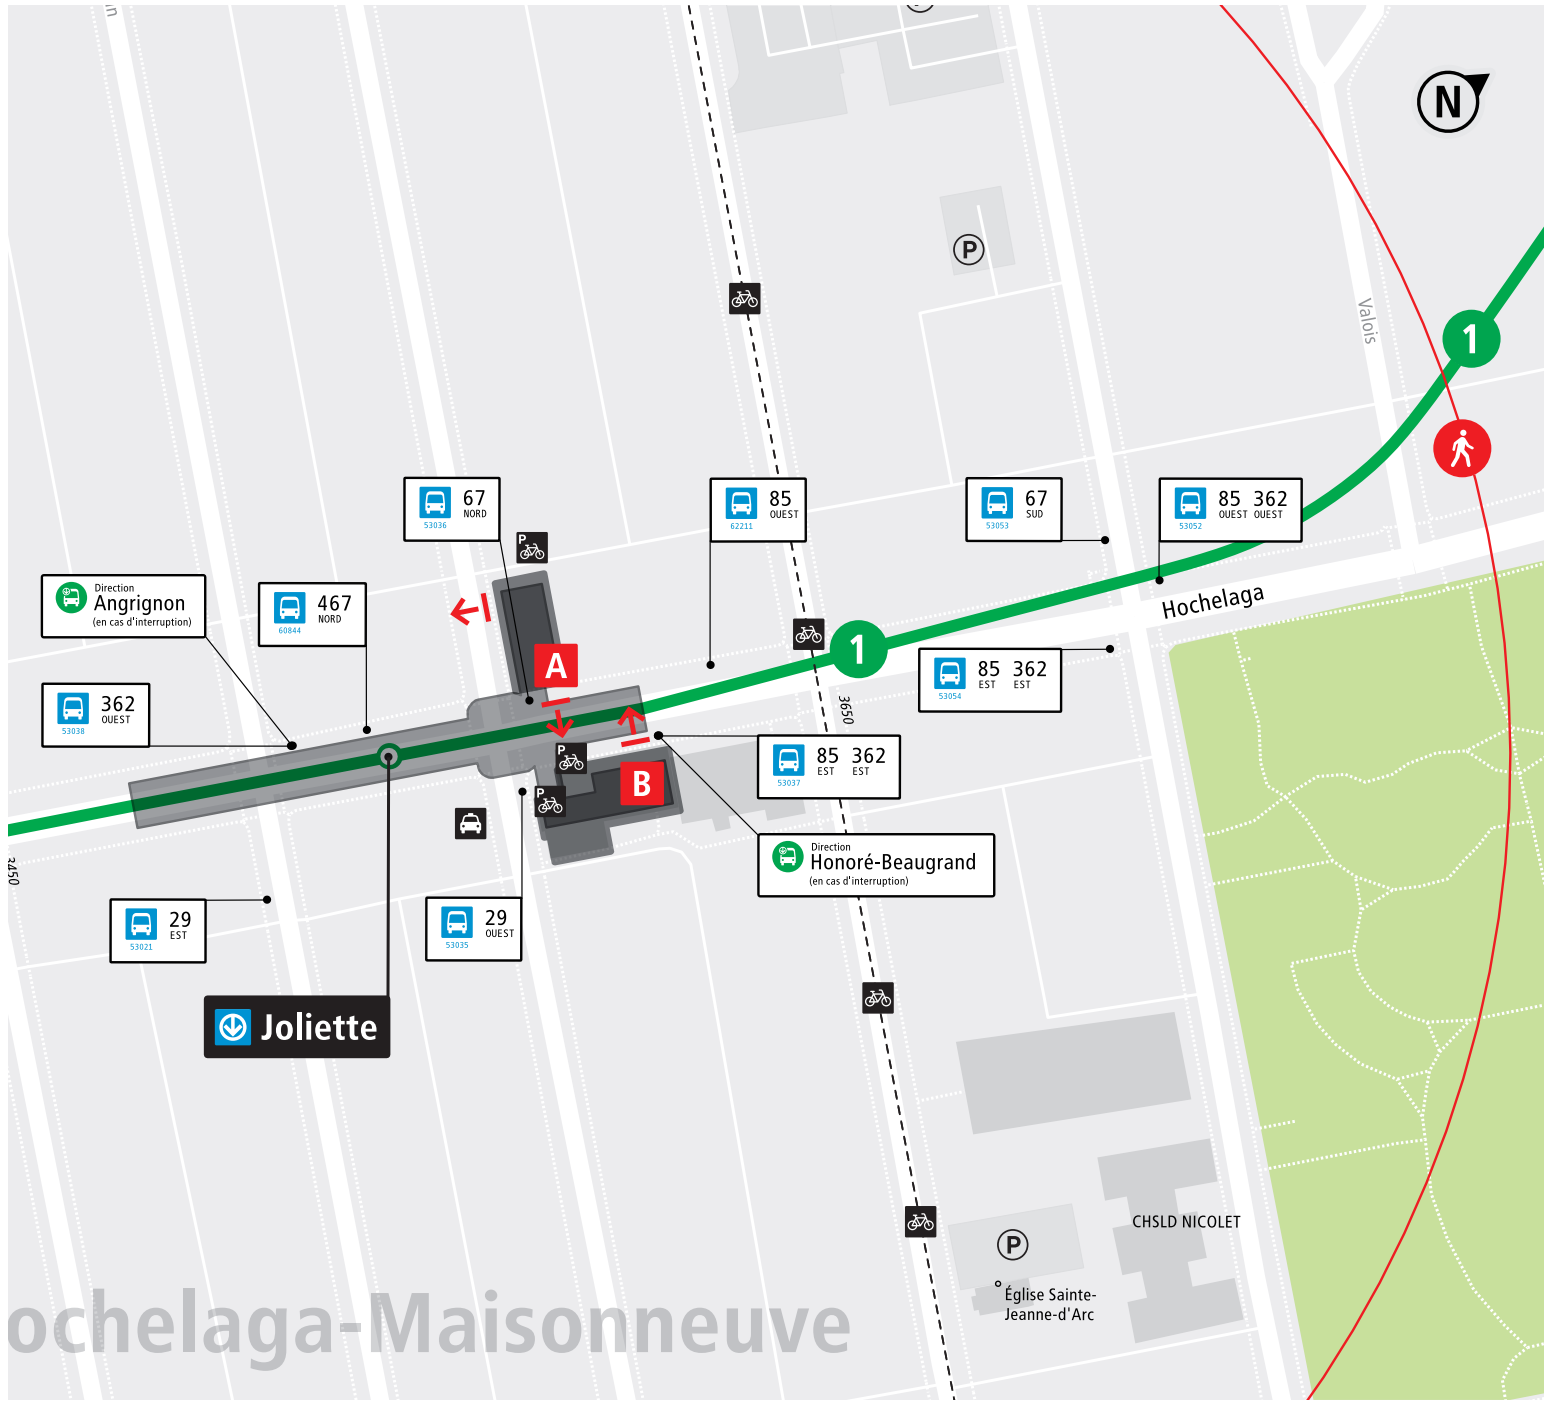 N
P
Valois
1
67
NORD
53036
P
85
OUEST
62211
67
SUD
53053
85 362
OUEST OUEST
53052
Direction
Angrignon
(en cas d'interruption)
467
NORD
60844
Hochelaga
A
1
362
OUEST
53038
85 362
EST EST
53054
3650
P
B
P
85 362
EST EST
53037
3450
Direction
Honoré-Beaugrand
(en cas d'interruption)
29
EST
53021
29
OUEST
53035
Joliette
CHSLD NICOLET
P
Église Sainte-
Jeanne-d'Arc
ochelaga-Maisonneuve